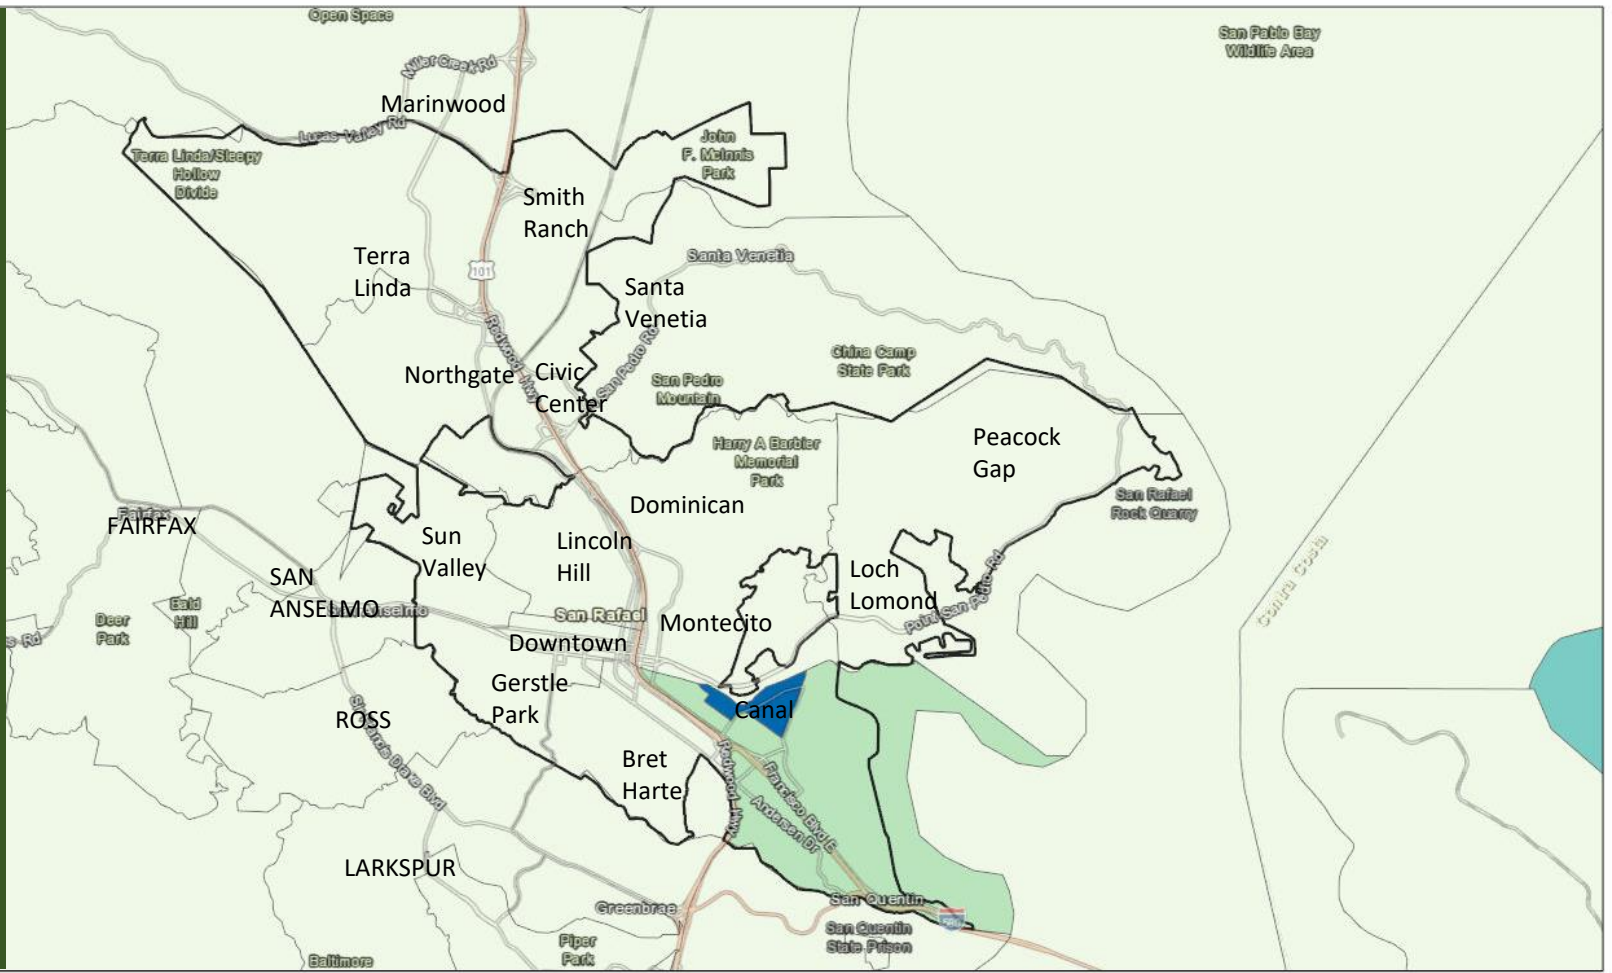 Open Space
San Pablo Bay
Wildlife Area
Miller Creek Rd
Marinwood
Lucas Valley Rd
John
F. McInnis
Park
Terra Linda/Sleepy
Hollow
Divide
Smith
Ranch
Terra
Linda
101
Santa Venetia
Santa
Venetia
Redwood Hwy
San Pedro Rd
China Camp
State Park
Northgate
Civic
Center
San Pedro
Mountain
Peacock
Gap
Harry A Barbier
Memorial
Park
San Rafael
Rock Quarry
Dominican
Fairfax
FAIRFAX
Sun
Valley
Lincoln
Hill
Loch
Lomond
Point San Pedro Rd
Contra Costa
SAN
ANSELMO
San Anselmo
Bald
Hill
Deer
Park
s Rd
San Rafael
Montecito
Downtown
Gerstle
Park
Canal
ROSS
Sir Francis Drake Blvd
Bret
Harte
Redwood Hwy
Francisco Blvd E
Andersen Dr
LARKSPUR
Greenbrae
San Quentin
580
San Quentin
State Prison
Piper
Park
Baltimore